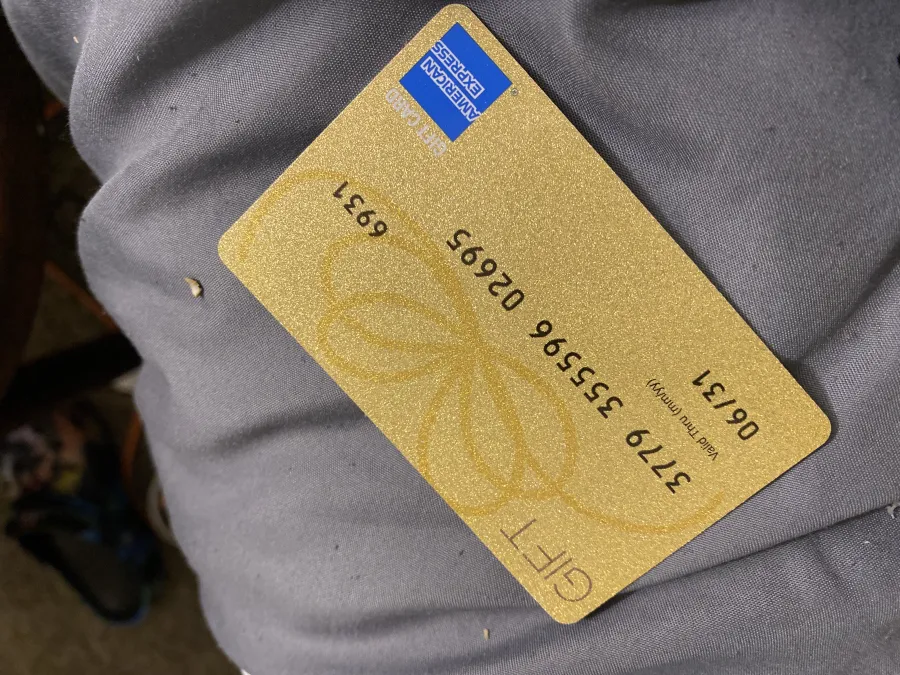 GIFT
6931
3779 355596 02695
Valid Thru (mm/yy)
06/31
GIFT CARD
AMERICAN
EXPRESS